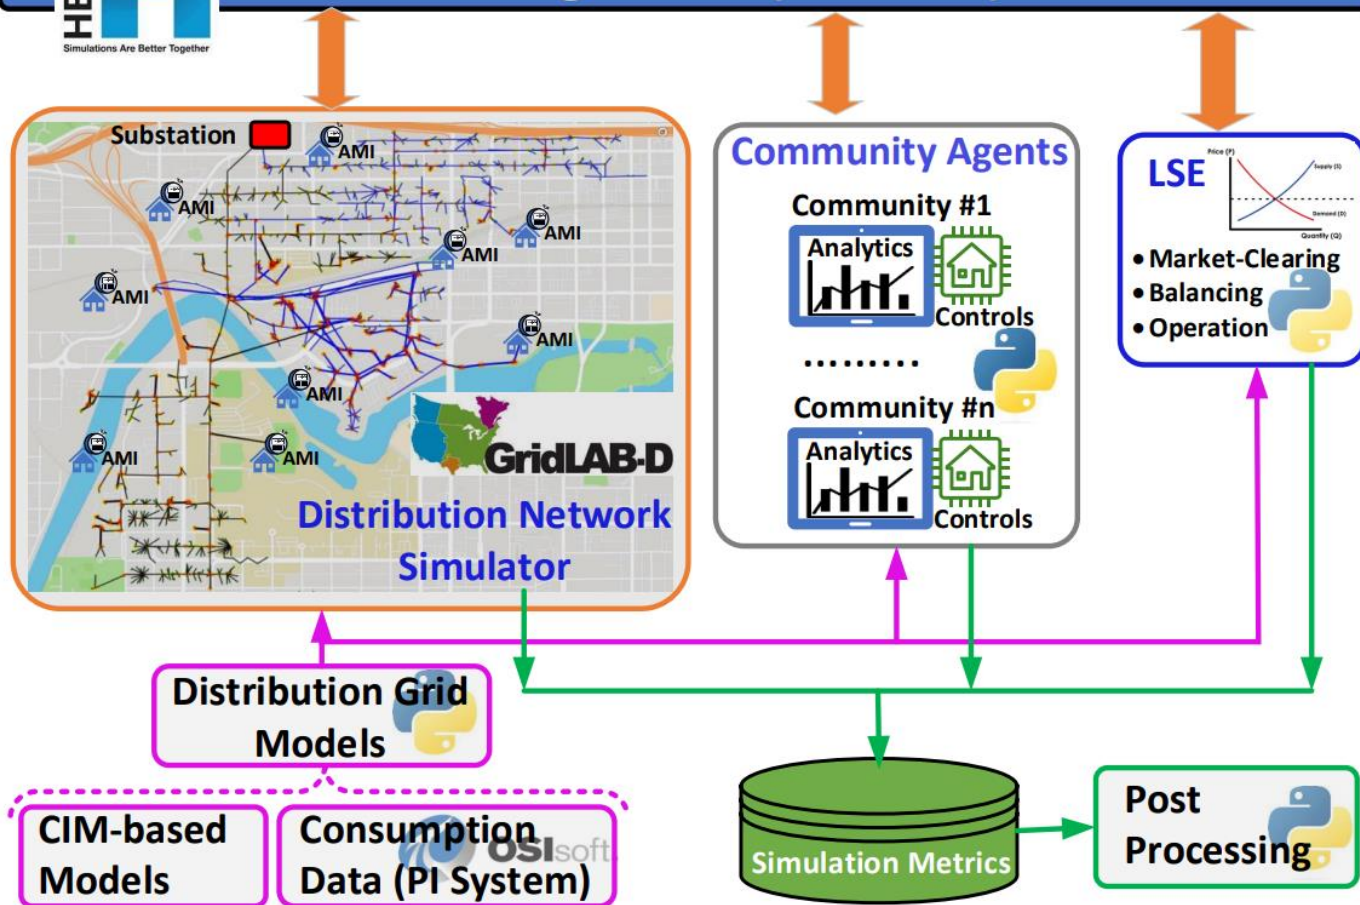 Simulations Are Better Together
Substation
AMI
AMI
AMI
AMI
AMI
AMI
AMI
AMI
AMI
GridLAB-D
Distribution Network
Simulator
Community Agents
Community #1
Analytics
Controls
.........
Community #n
Analytics
Controls
LSE
Price (P)
Supply (S)
Demand (D)
Quantity (Q)
• Market-Clearing
• Balancing
• Operation
Distribution Grid
Models
CIM-based
Models
Consumption
Data (PI System)
OSIsoft.
Simulation Metrics
Post
Processing